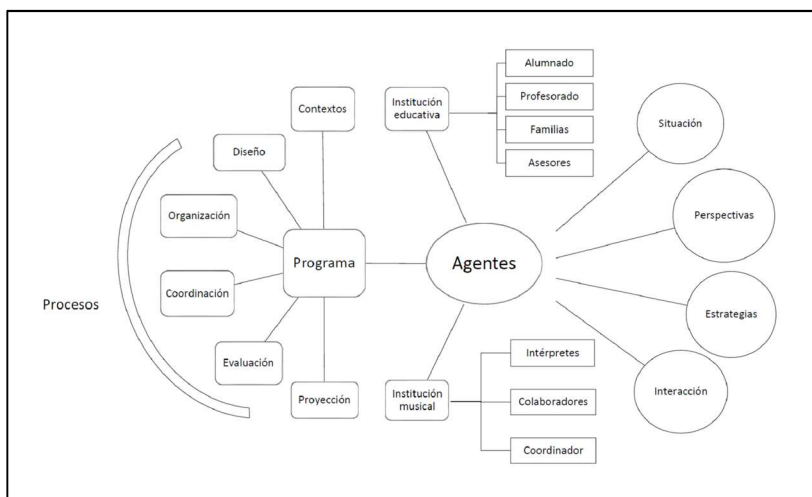 Alumnado
Profesorado
Familias
Asesores
Institución
educativa
Contextos
Diseño
Organización
Programa
Coordinación
Procesos
Evaluación
Proyección
Agentes
Situación
Perspectivas
Estrategias
Interacción
Institución
musical
Intérpretes
Colaboradores
Coordinador